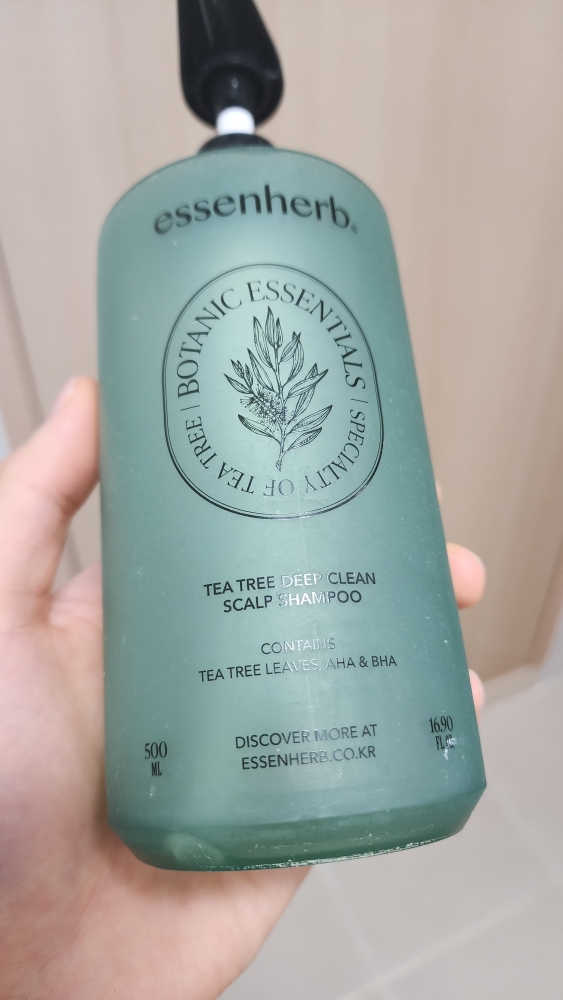 essenherb.
BOTANIC ESSENTIALS | SPECIALTY OF TEA TREE |
TEA TREE DEEP CLEAN
SCALP SHAMPOO
CONTAINS
TEA TREE LEAVES, AHA & BHA
500
ML
DISCOVER MORE AT
ESSENHERB.CO.KR
16.90
FL